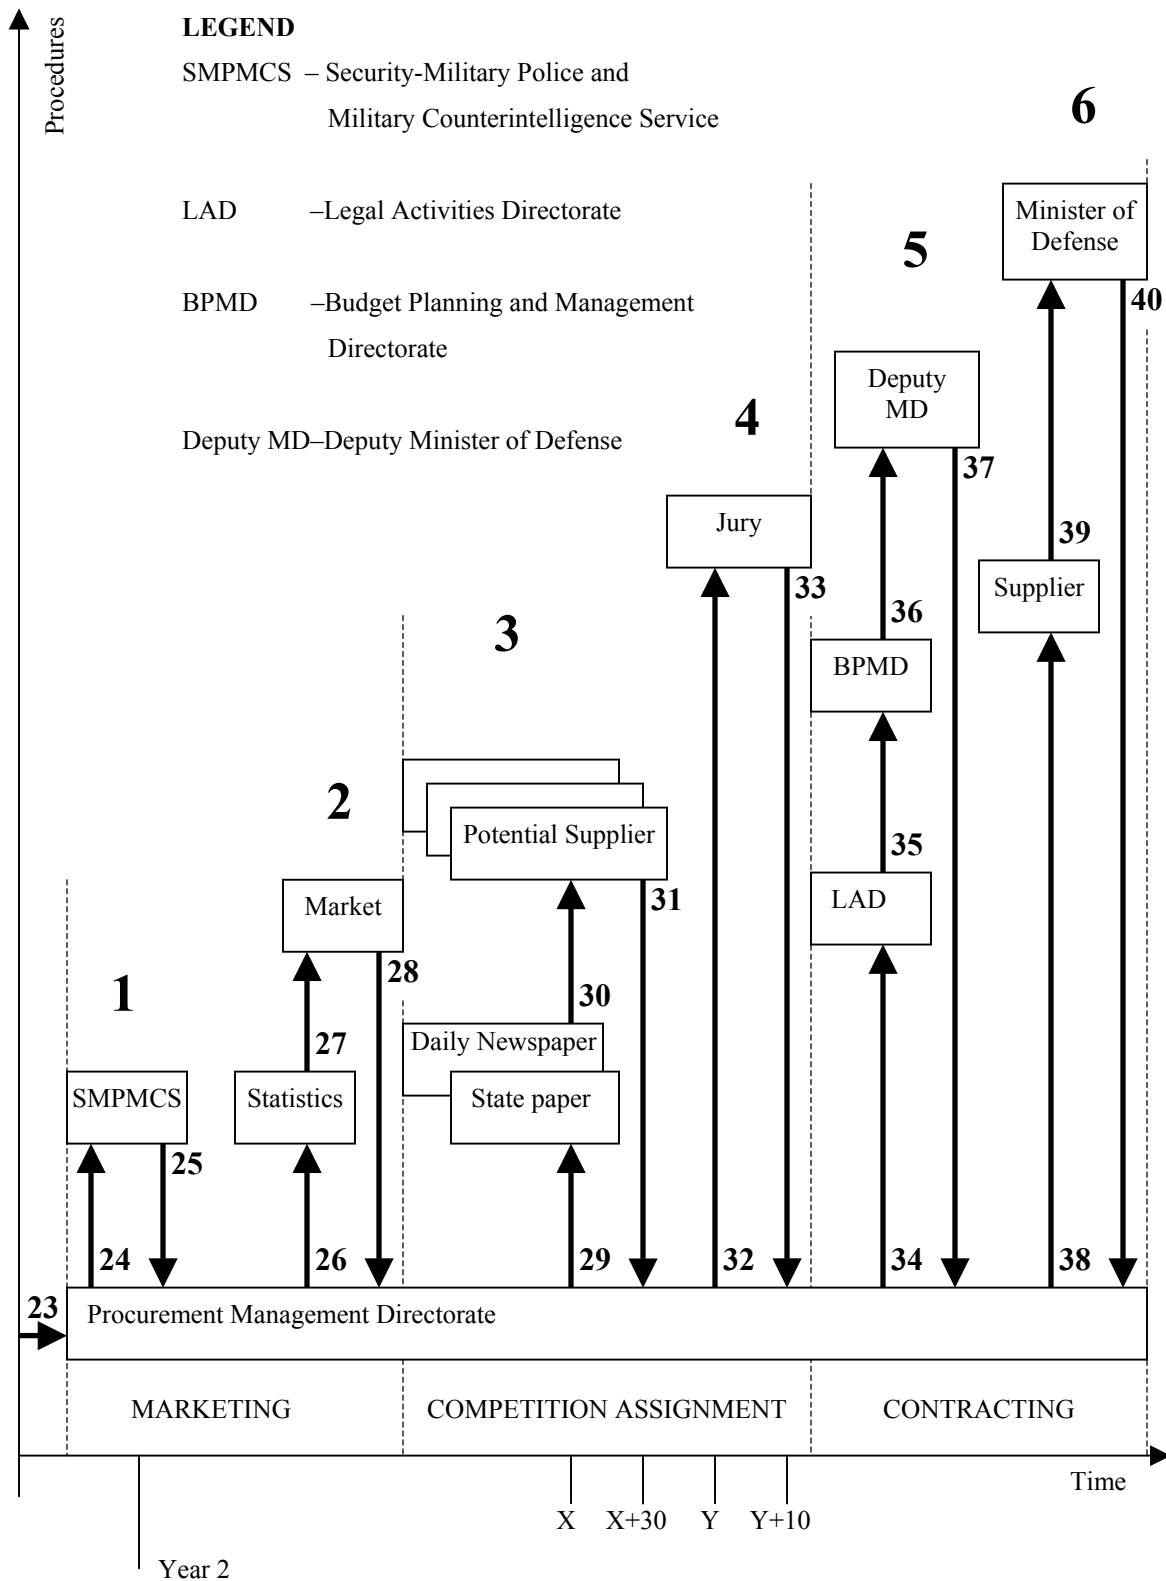 Procedures
LEGEND
SMPMCS – Security-Military Police and
Military Counterintelligence Service
LAD –Legal Activities Directorate
BPMD –Budget Planning and Management
Directorate
Deputy MD–Deputy Minister of Defense
6
Minister of
Defense
40
5
Deputy
MD
37
4
Jury
33
39
Supplier
36
BPMD
3
2
Potential Supplier
31
35
LAD
Market
28
1
30
Daily Newspaper
27
SMPMCS
Statistics
State paper
25
24
26
29
32
34
38
23
Procurement Management Directorate
MARKETING
COMPETITION ASSIGNMENT
CONTRACTING
Time
X
X+30
Y
Y+10
Year 2